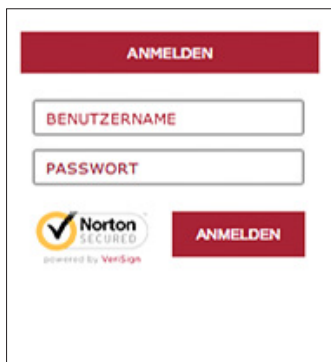 ANMELDEN
BENUTZERNAME
PASSWORT
Norton
SECURED
powered by VeriSign
ANMELDEN